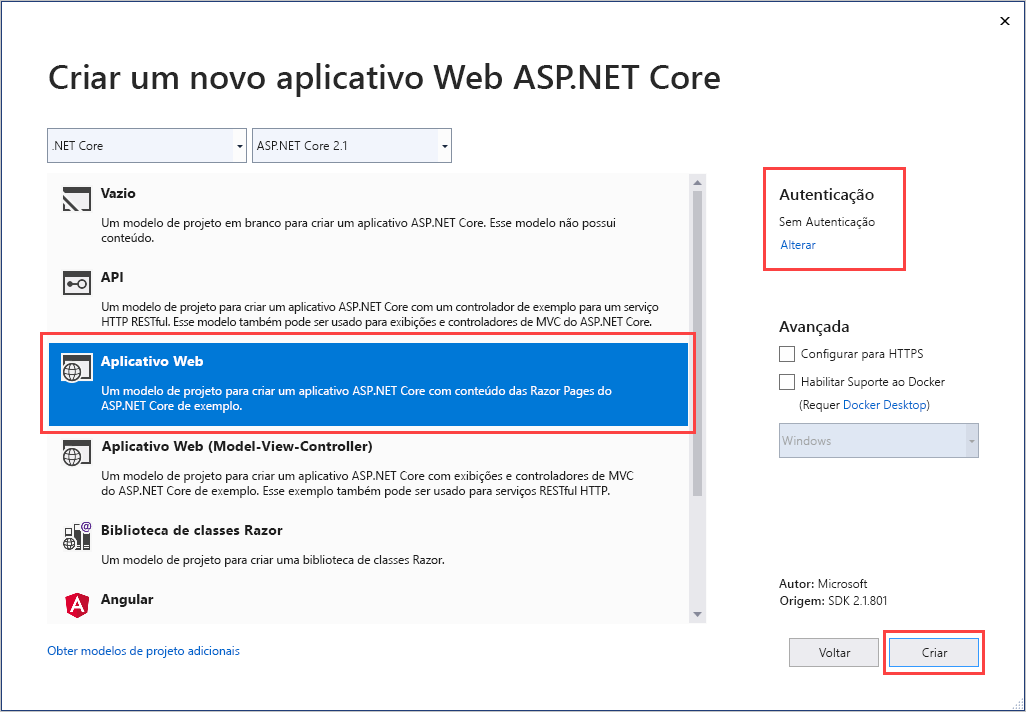 Criar um novo aplicativo Web ASP.NET Core
.NET Core
ASP.NET Core 2.1
Vazio
Um modelo de projeto em branco para criar um aplicativo ASP.NET Core. Esse modelo não possui
conteúdo.
API
Um modelo de projeto para criar um aplicativo ASP.NET Core com um controlador de exemplo para um serviço
HTTP RESTful. Esse modelo também pode ser usado para exibições e controladores de MVC do ASP.NET Core.
Aplicativo Web
Um modelo de projeto para criar um aplicativo ASP.NET Core com conteúdo das Razor Pages do
ASP.NET Core de exemplo.
Aplicativo Web (Model-View-Controller)
Um modelo de projeto para criar um aplicativo ASP.NET Core com exibições e controladores de MVC
do ASP.NET Core de exemplo. Esse exemplo também pode ser usado para serviços RESTful HTTP.
Biblioteca de classes Razor
Um modelo de projeto para criar uma biblioteca de classes Razor.
Angular
Obter modelos de projeto adicionais
Autenticação
Sem Autenticação
Alterar
Avançada
Configurar para HTTPS
Habilitar Suporte ao Docker
(Requer Docker Desktop)
Windows
Autor: Microsoft
Origem: SDK 2.1.801
Voltar
Criar